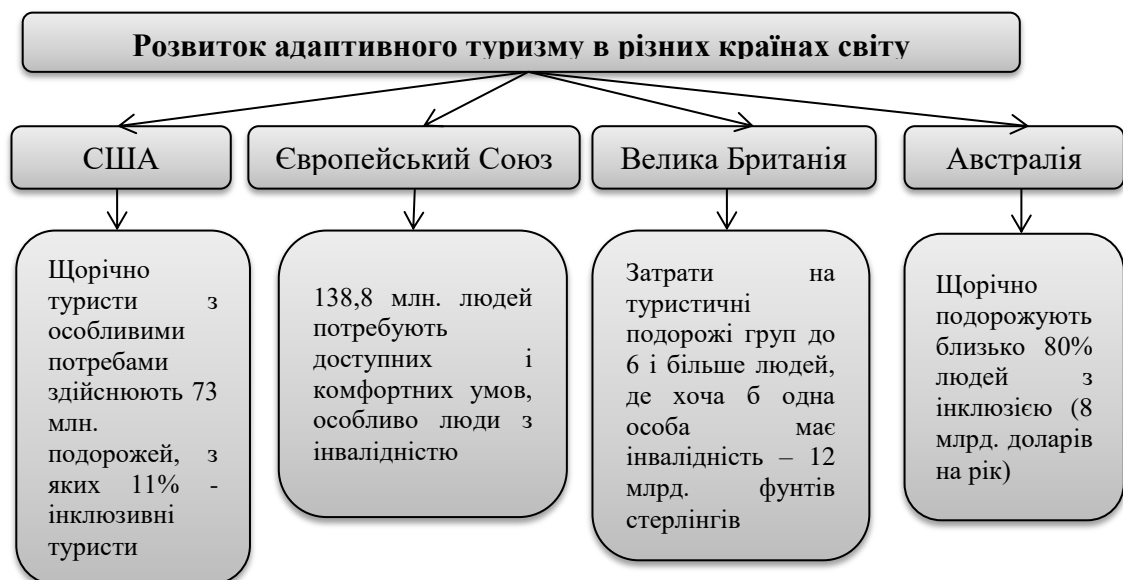 Розвиток адаптивного туризму в різних країнах світу
США
Європейський Союз
Велика Британія
Австралія
Щорічно
туристи з
особливими
потребами
здійснюють 73
млн.
подорожей, з
яких 11% -
інклюзивні
туристи
138,8 млн. людей
потребують
доступних і
комфортних умов,
особливо люди з
інвалідністю
Затрати на
туристичні
подорожі груп до
6 і більше людей,
де хоча б одна
особа має
інвалідність – 12
млрд. фунтів
стерлінгів
Щорічно
подорожують
близько 80%
людей з
інклюзією (8
млрд. доларів
на рік)